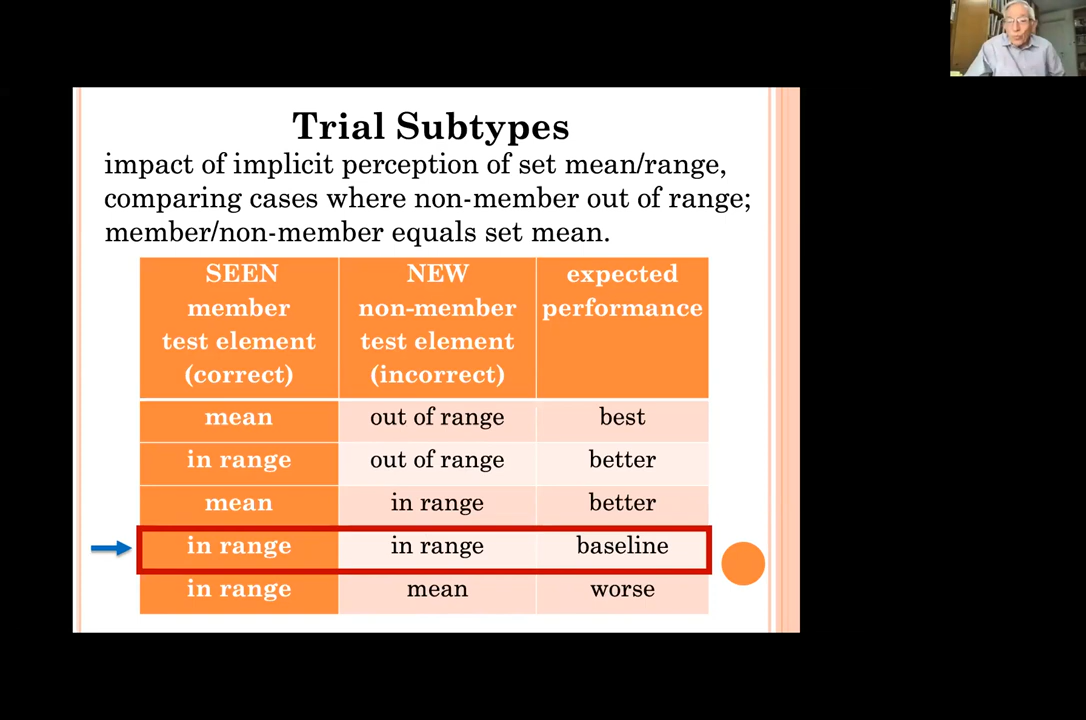 Trial Subtypes
impact of implicit perception of set mean/range,
comparing cases where non-member out of range;
member/non-member equals set mean.
SEEN member test element (correct)
NEW non-member test element (incorrect)
expected performance
mean out of range best
in range out of range better
mean in range better
in range in range baseline
in range mean worse